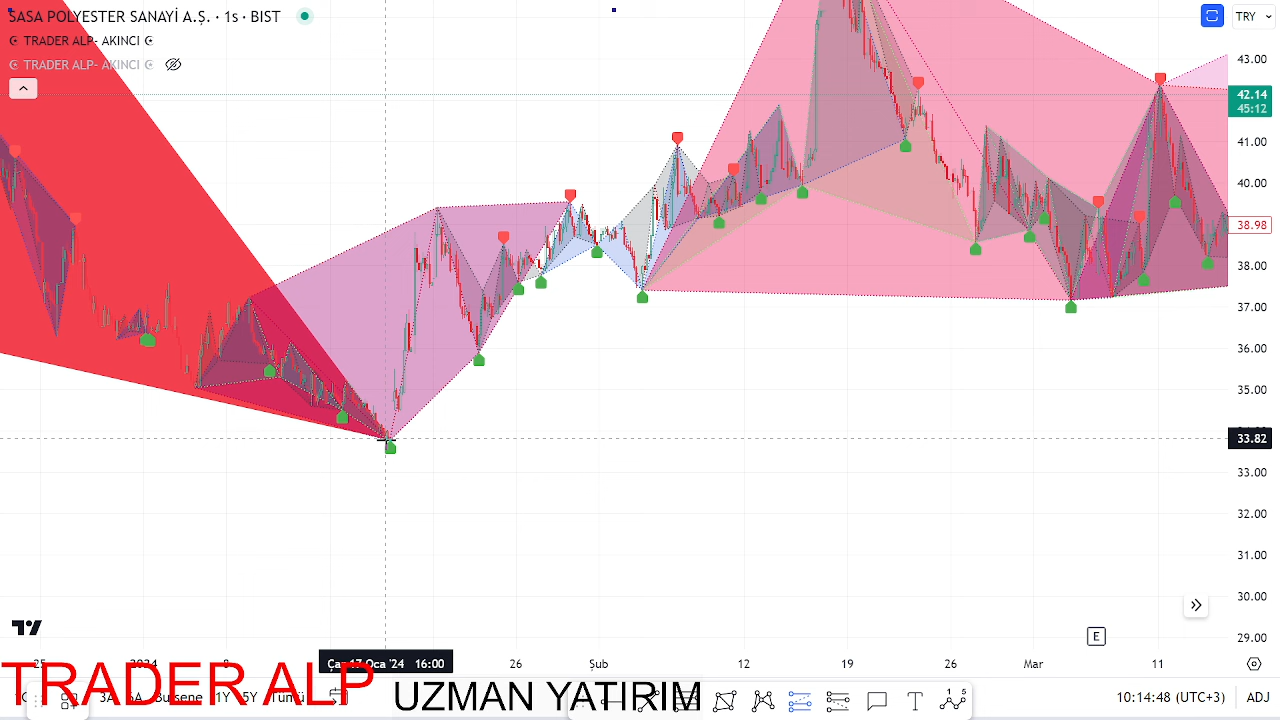 SASA POLYESTER SANAYİ A.Ş. · 1s · BIST
TRY
TRADER ALP- AKINCI
TRADER ALP- AKINCI
43.00
42.14
45:12
41.00
40.00
38.98
38.00
37.00
36.00
35.00
33.82
33.00
32.00
31.00
30.00
29.00
E
25
2024
8
Çar 17 Oca '24 16:00
26
Şub
12
19
26
Mar
11
TRADER ALP
UZMAN YATIRIM
5Y
10:14:48 (UTC+3)
ADJ